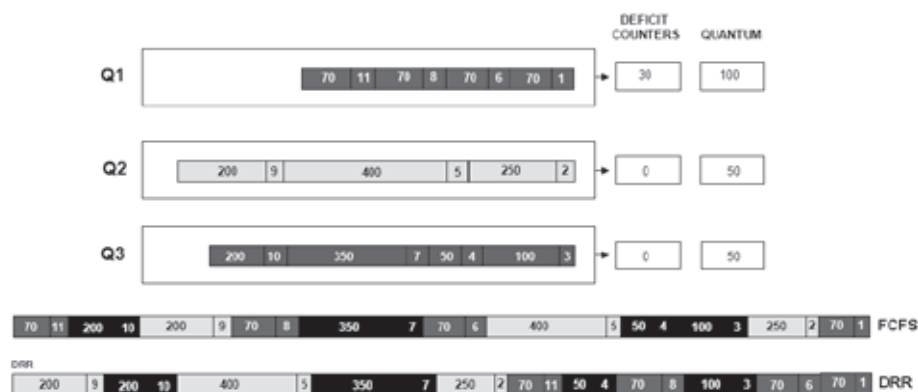 DEFICIT COUNTERS QUANTUM
Q1 70 11 70 8 70 6 70 1 30 100
Q2 200 9 400 5 250 2 0 50
Q3 200 10 350 7 50 4 100 3 0 50
70 11 200 10 200 9 70 8 350 7 70 6 400 5 50 4 100 3 250 2 70 1 FCFS
DRR
200 9 200 10 400 5 350 7 250 2 70 11 50 4 70 8 100 3 70 6 70 1 DRR